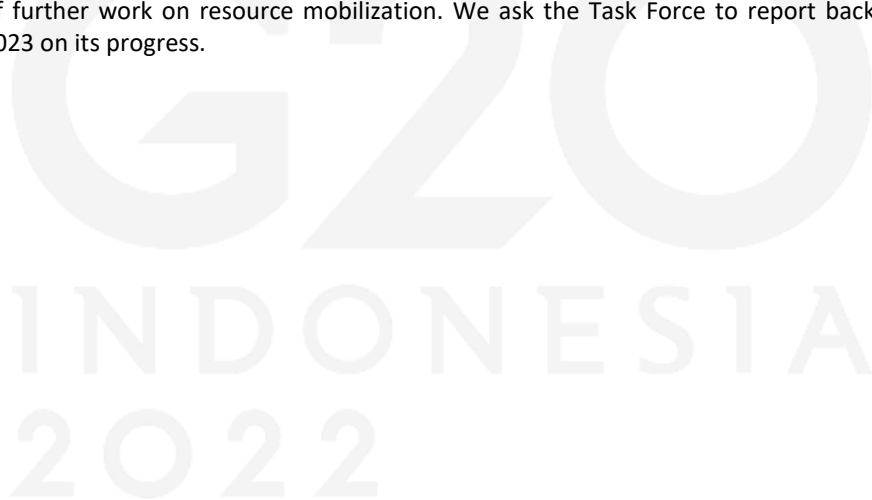 f further work on resource mobilization. We ask the Task Force to report back
023 on its progress.
G20
INDONESIA
2022